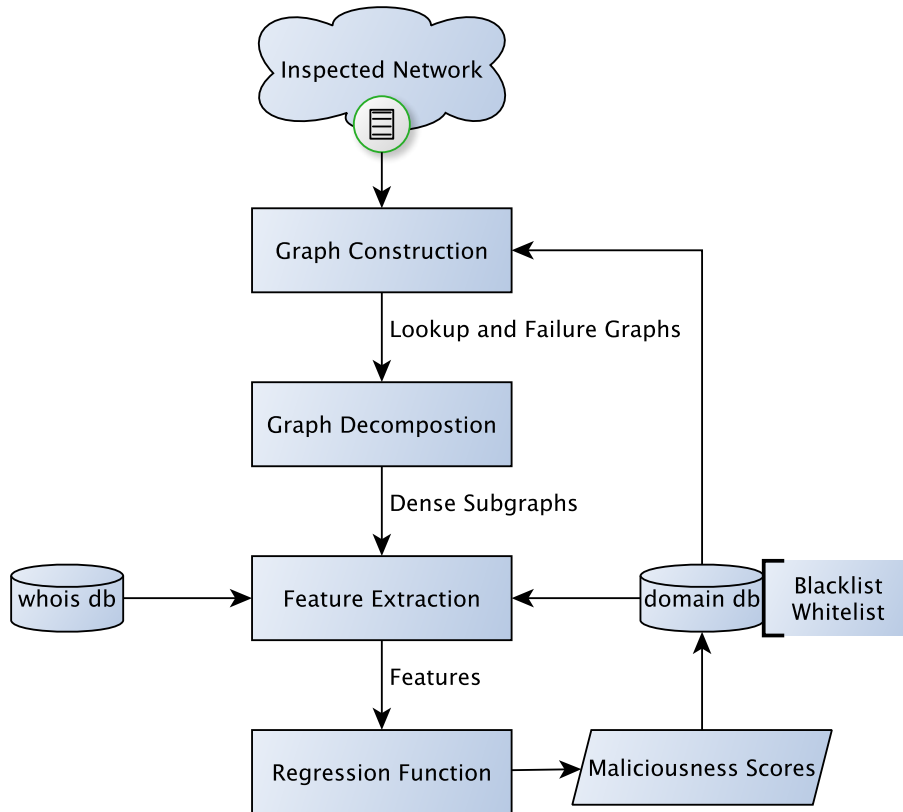 Inspected Network
Graph Construction
Lookup and Failure Graphs
Graph Decompostion
Dense Subgraphs
whois db
Feature Extraction
domain db
Blacklist
Whitelist
Features
Regression Function
Maliciousness Scores